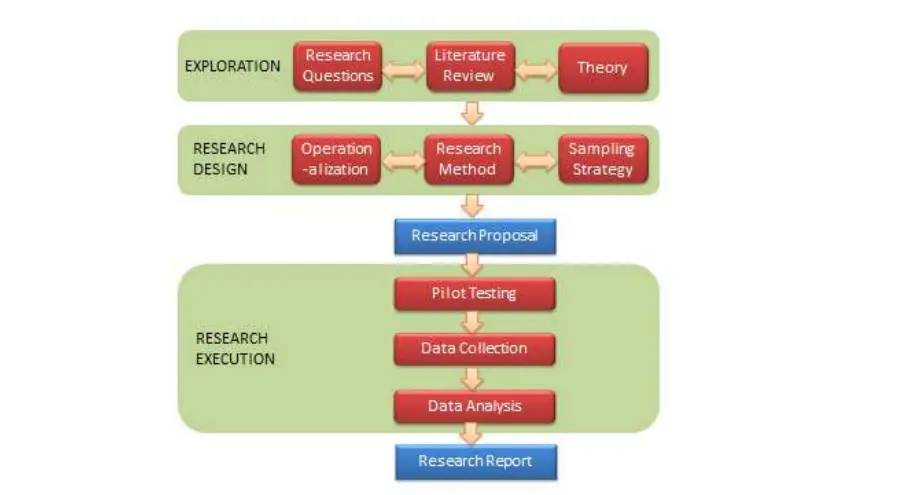 EXPLORATION
Research
Questions
Literature
Review
Theory
RESEARCH
DESIGN
Operation
-alization
Research
Method
Sampling
Strategy
Research Proposal
RESEARCH
EXECUTION
Pilot Testing
Data Collection
Data Analysis
Research Report